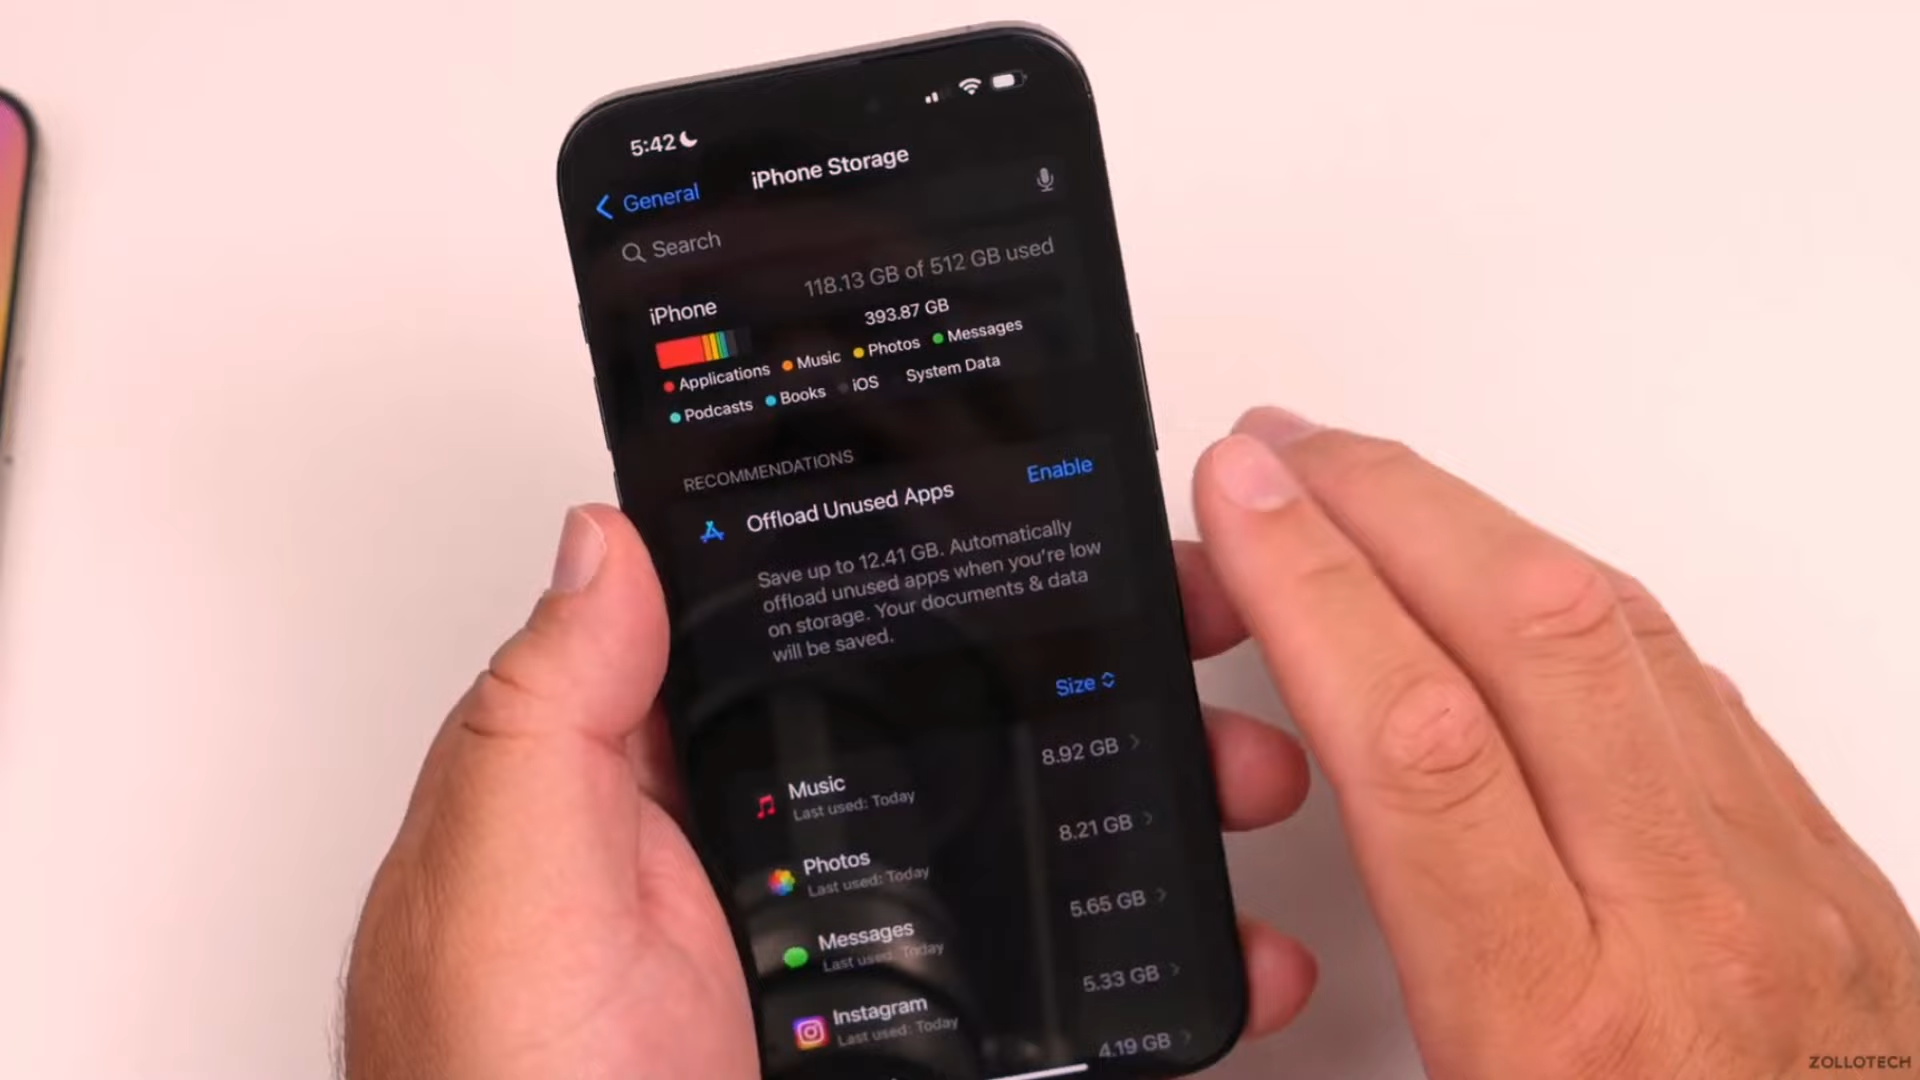 5:42
General
iPhone Storage
Search
iPhone
118.13 GB of 512 GB used
393.87 GB
Applications Music Photos Messages
Podcasts Books iOS System Data
RECOMMENDATIONS
Offload Unused Apps
Enable
Save up to 12.41 GB. Automatically
offload unused apps when you're low
on storage. Your documents & data
will be saved.
Size
8.92 GB
Music
Last used: Today
8.21 GB
Photos
Last used: Today
5.65 GB
Messages
Last used: Today
5.33 GB
Instagram
Last used: Today
4.19 GB
ZOLLOTECH